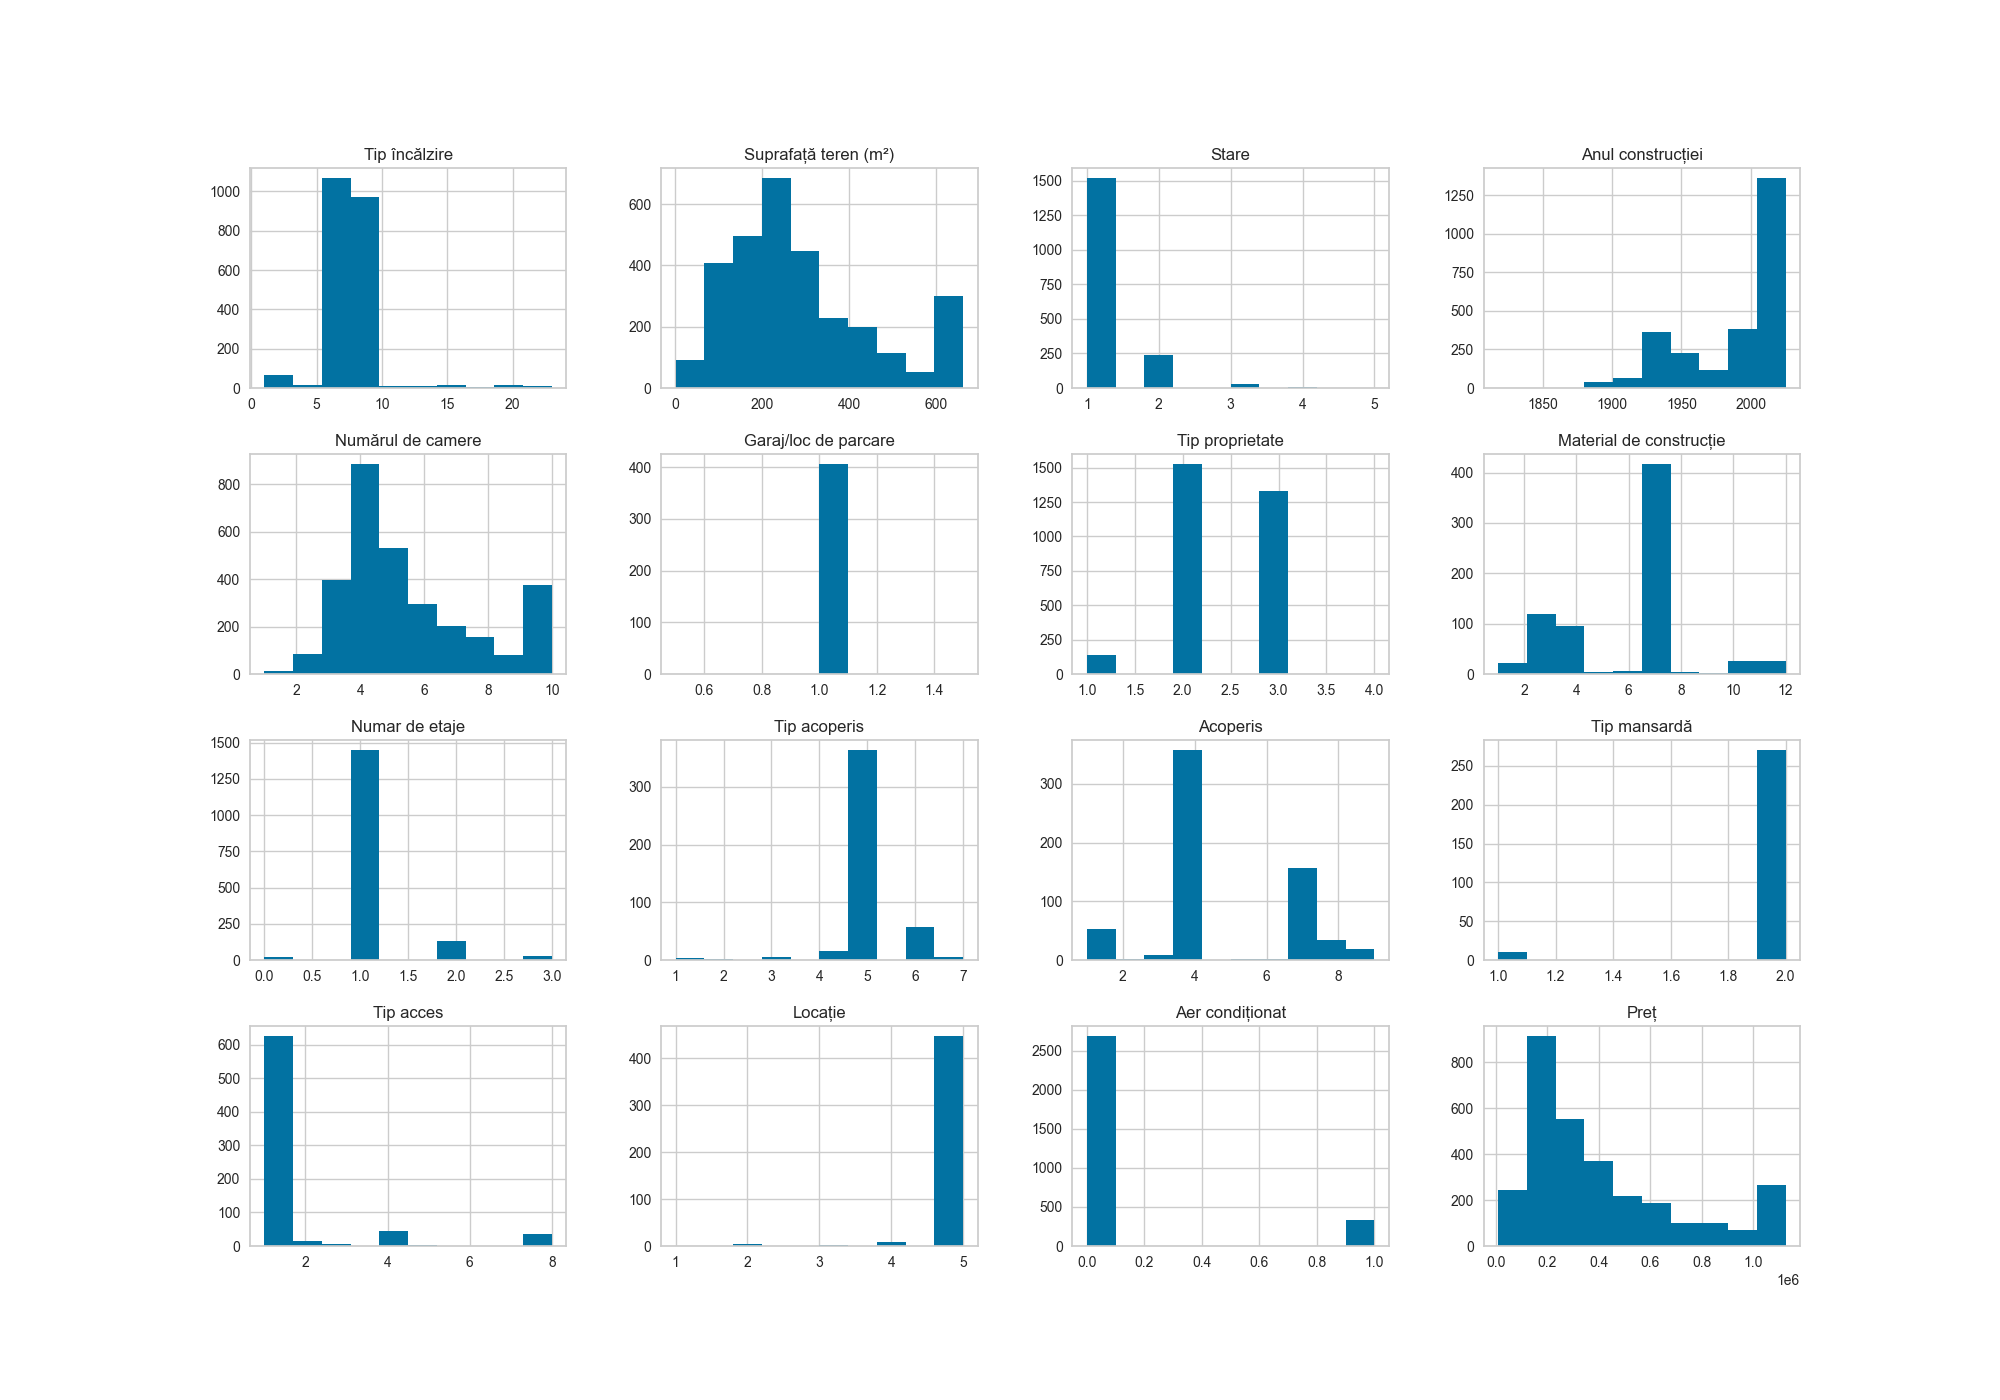 Tip încălzire
1000
800
600
400
200
0
0 5 10 15 20
Suprafață teren (m²)
600
400
200
0
0 200 400 600
Stare
1500
1250
1000
750
500
250
0
1 2 3 4 5
Anul construcției
1250
1000
750
500
250
0
1850 1900 1950 2000
Numărul de camere
800
600
400
200
0
2 4 6 8 10
Garaj/loc de parcare
400
300
200
100
0
0.6 0.8 1.0 1.2 1.4
Tip proprietate
1500
1250
1000
750
500
250
0
1.0 1.5 2.0 2.5 3.0 3.5 4.0
Material de construcție
400
300
200
100
0
2 4 6 8 10 12
Numar de etaje
1500
1250
1000
750
500
250
0
0.0 0.5 1.0 1.5 2.0 2.5 3.0
Tip acoperis
300
200
100
0
1 2 3 4 5 6 7
Acoperis
300
200
100
0
2 4 6 8
Tip mansardă
250
200
150
100
50
0
1.0 1.2 1.4 1.6 1.8 2.0
Tip acces
600
500
400
300
200
100
0
2 4 6 8
Locație
400
300
200
100
0
1 2 3 4 5
Aer condiționat
2500
2000
1500
1000
500
0
0.0 0.2 0.4 0.6 0.8 1.0
Preț
800
600
400
200
0
0.0 0.2 0.4 0.6 0.8 1.0
1e6